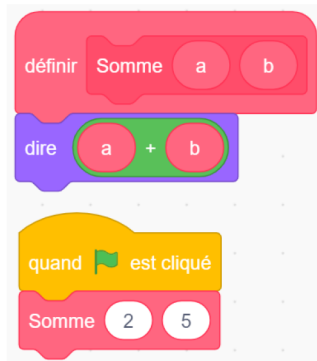 définir Somme a b
dire a + b
quand est cliqué
Somme 2 5